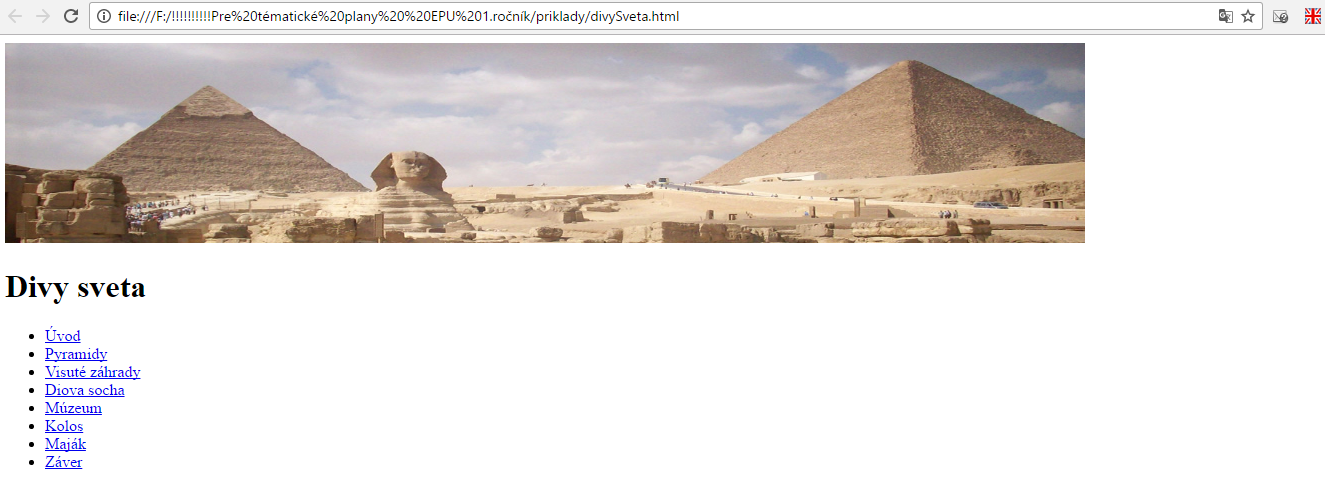 file:///F:/!!!!!!!!!!Pre%20tématické%20plany%20%20EPU%201.ročník/priklady/divySveta.html
Divy sveta
Úvod
Pyramidy
Visuté záhrady
Diova socha
Múzeum
Kolos
Maják
Záver